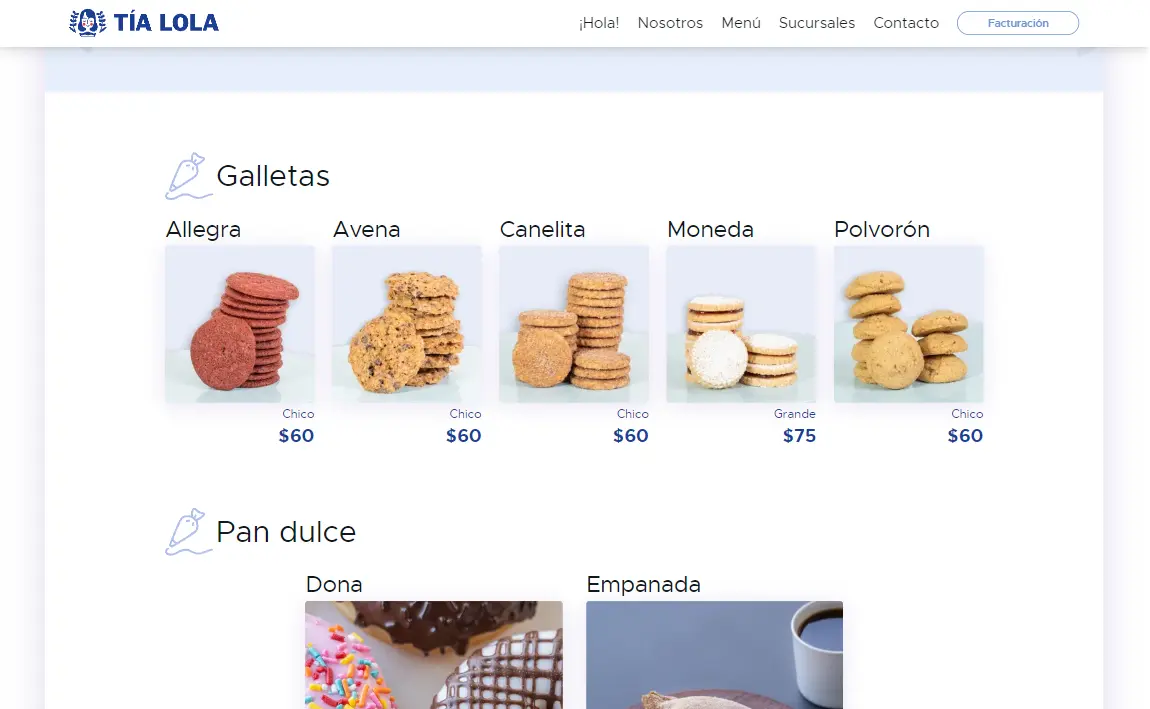 TÍA LOLA
¡Hola! Nosotros Menú Sucursales Contacto Facturación
Galletas
Allegra Avena Canelita Moneda Polvorón
Chico Chico Chico Grande Chico
$60 $60 $60 $75 $60
Pan dulce
Dona Empanada